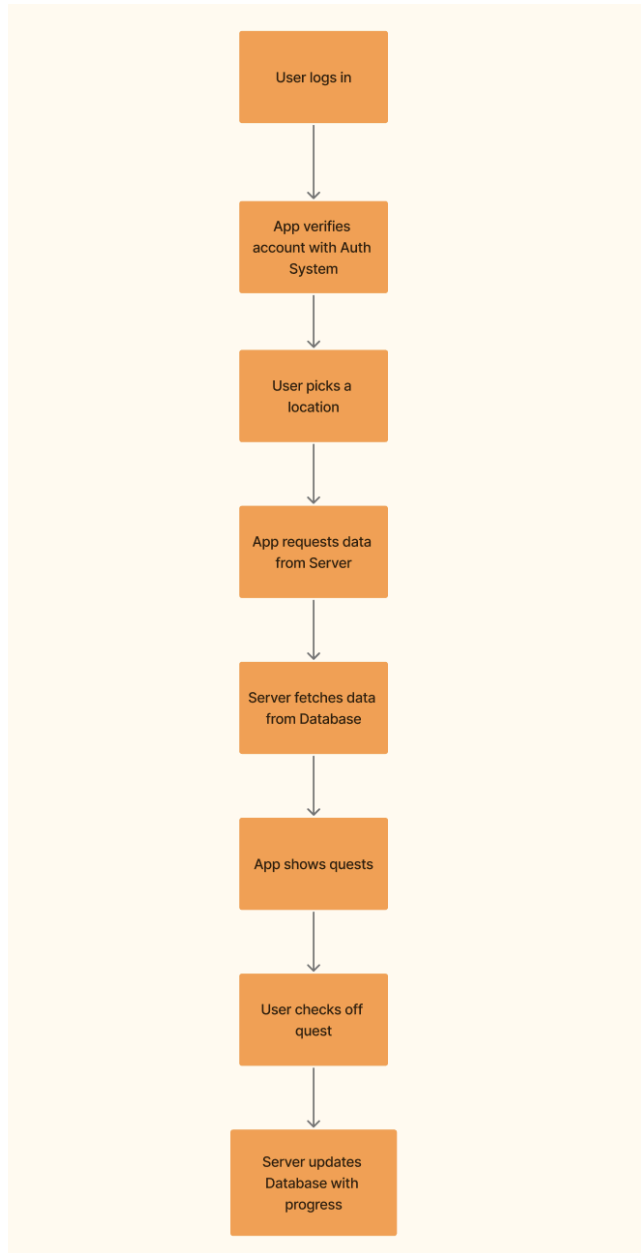 User logs in
App verifies
account with Auth
System
User picks a
location
App requests data
from Server
Server fetches data
from Database
App shows quests
User checks off
quest
Server updates
Database with
progress